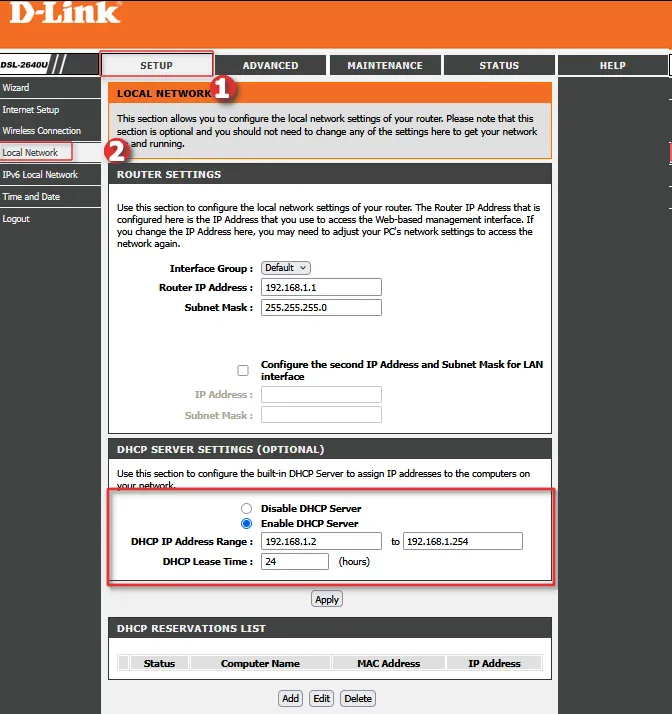 D-Link
DSL-2640U
SETUP
ADVANCED
MAINTENANCE
STATUS
HELP
Wizard
Internet Setup
Wireless Connection
Local Network
IPv6 Local Network
Time and Date
Logout
1
2
LOCAL NETWORK
This section allows you to configure the local network settings of your router. Please note that this
section is optional and you should not need to change any of the settings here to get your network
and running.
ROUTER SETTINGS
Use this section to configure the local network settings of your router. The Router IP Address that is
configured here is the IP Address that you use to access the Web-based management interface. If
you change the IP Address here, you may need to adjust your PC's network settings to access the
network again.
Interface Group : Default
Router IP Address : 192.168.1.1
Subnet Mask : 255.255.255.0
Configure the second IP Address and Subnet Mask for LAN
interface
IP Address :
Subnet Mask :
DHCP SERVER SETTINGS (OPTIONAL)
Use this section to configure the built-in DHCP Server to assign IP addresses to the computers on
your network.
Disable DHCP Server
Enable DHCP Server
DHCP IP Address Range : 192.168.1.2 to 192.168.1.254
DHCP Lease Time : 24 (hours)
Apply
DHCP RESERVATIONS LIST
Status Computer Name MAC Address IP Address
Add Edit Delete